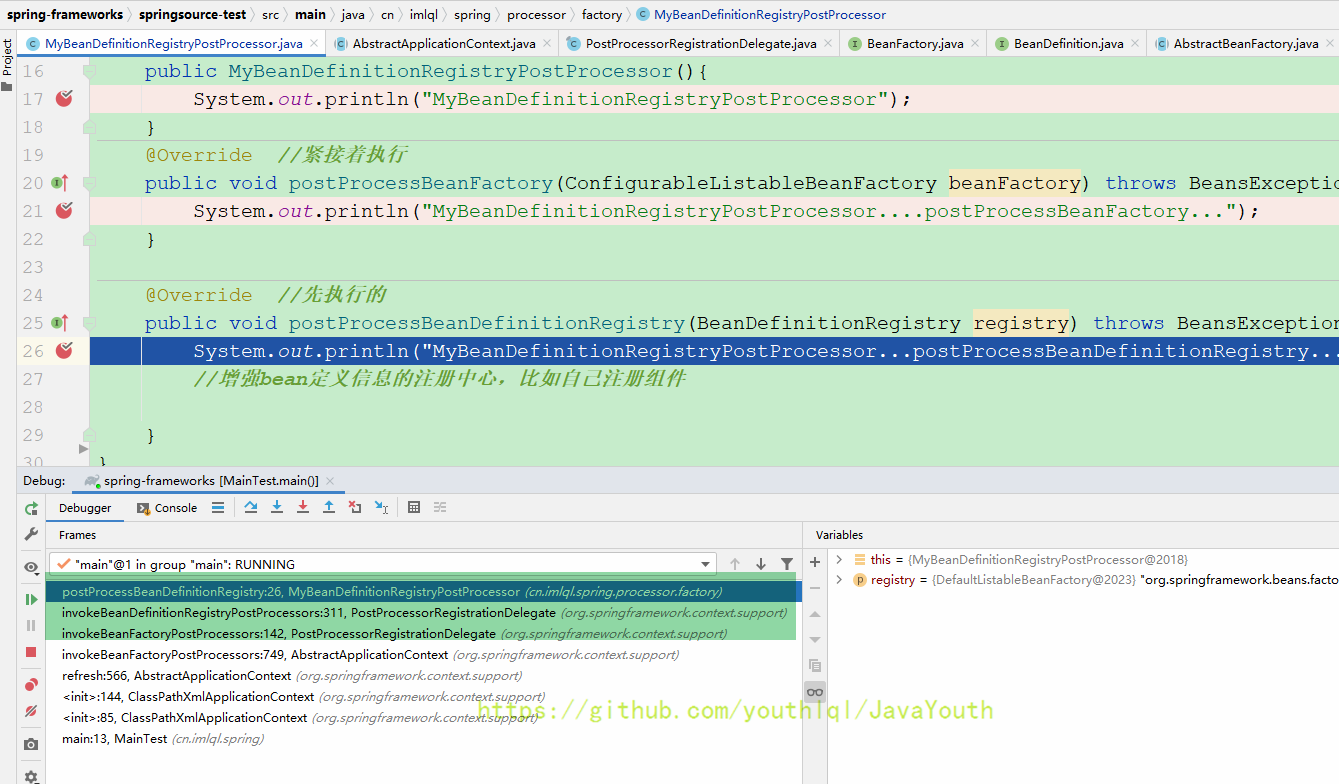 spring-frameworks springsource-test src main java cn imlql spring processor factory MyBeanDefinitionRegistryPostProcessor
MyBeanDefinitionRegistryPostProcessor.java AbstractApplicationContext.java PostProcessorRegistrationDelegate.java BeanFactory.java BeanDefinition.java AbstractBeanFactory.java
Project
16 public MyBeanDefinitionRegistryPostProcessor(){
17 System.out.println("MyBeanDefinitionRegistryPostProcessor");
18 }
19 @Override //紧接着执行
20 public void postProcessBeanFactory(ConfigurableListableBeanFactory beanFactory) throws BeansExceptio
21 System.out.println("MyBeanDefinitionRegistryPostProcessor....postProcessBeanFactory...");
22 }
23
24 @Override //先执行的
25 public void postProcessBeanDefinitionRegistry(BeanDefinitionRegistry registry) throws BeansException
26 System.out.println("MyBeanDefinitionRegistryPostProcessor...postProcessBeanDefinitionRegistry...
27 //增强bean定义信息的注册中心，比如自己注册组件
28
29 }
30 }
Debug: spring-frameworks [MainTest.main()]
Debugger Console
Frames
Variables
"main"@1 in group "main": RUNNING
postProcessBeanDefinitionRegistry:26, MyBeanDefinitionRegistryPostProcessor (cn.imlql.spring.processor.factory)
invokeBeanDefinitionRegistryPostProcessors:311, PostProcessorRegistrationDelegate (org.springframework.context.support)
invokeBeanFactoryPostProcessors:142, PostProcessorRegistrationDelegate (org.springframework.context.support)
invokeBeanFactoryPostProcessors:749, AbstractApplicationContext (org.springframework.context.support)
refresh:566, AbstractApplicationContext (org.springframework.context.support)
<init>:144, ClassPathXmlApplicationContext (org.springframework.context.support)
<init>:85, ClassPathXmlApplicationContext (org.springframework.context.support)
main:13, MainTest (cn.imlql.spring)
this = {MyBeanDefinitionRegistryPostProcessor@2018}
registry = {DefaultListableBeanFactory@2023} "org.springframework.beans.facto
https://github.com/youthlql/JavaYouth